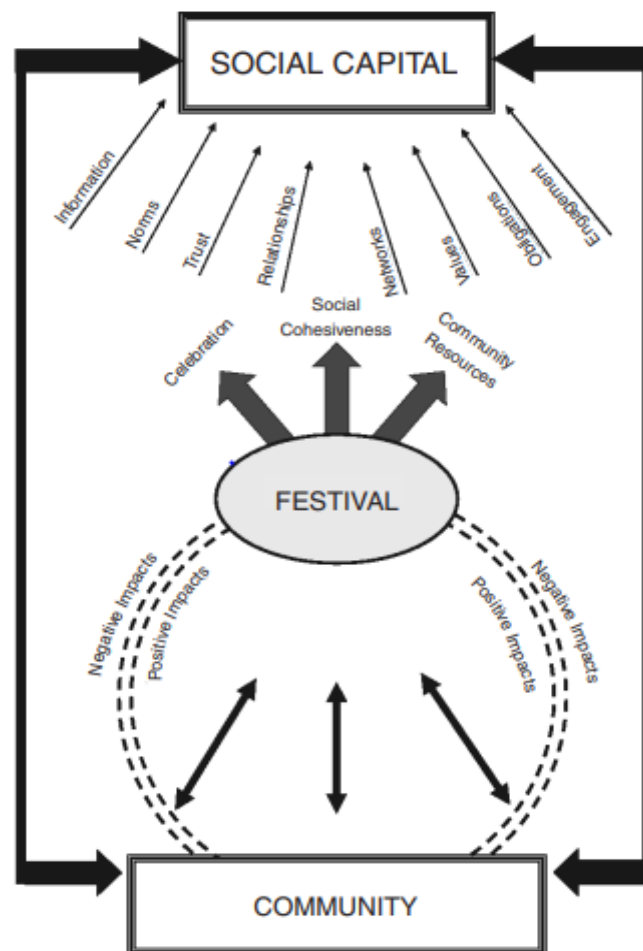 SOCIAL CAPITAL
Information
Norms
Trust
Relationships
Networks
Values
Obligations
Engagement
Celebration
Social
Cohesiveness
Community
Resources
FESTIVAL
Negative Impacts
Positive Impacts
Positive Impacts
Negative Impacts
COMMUNITY